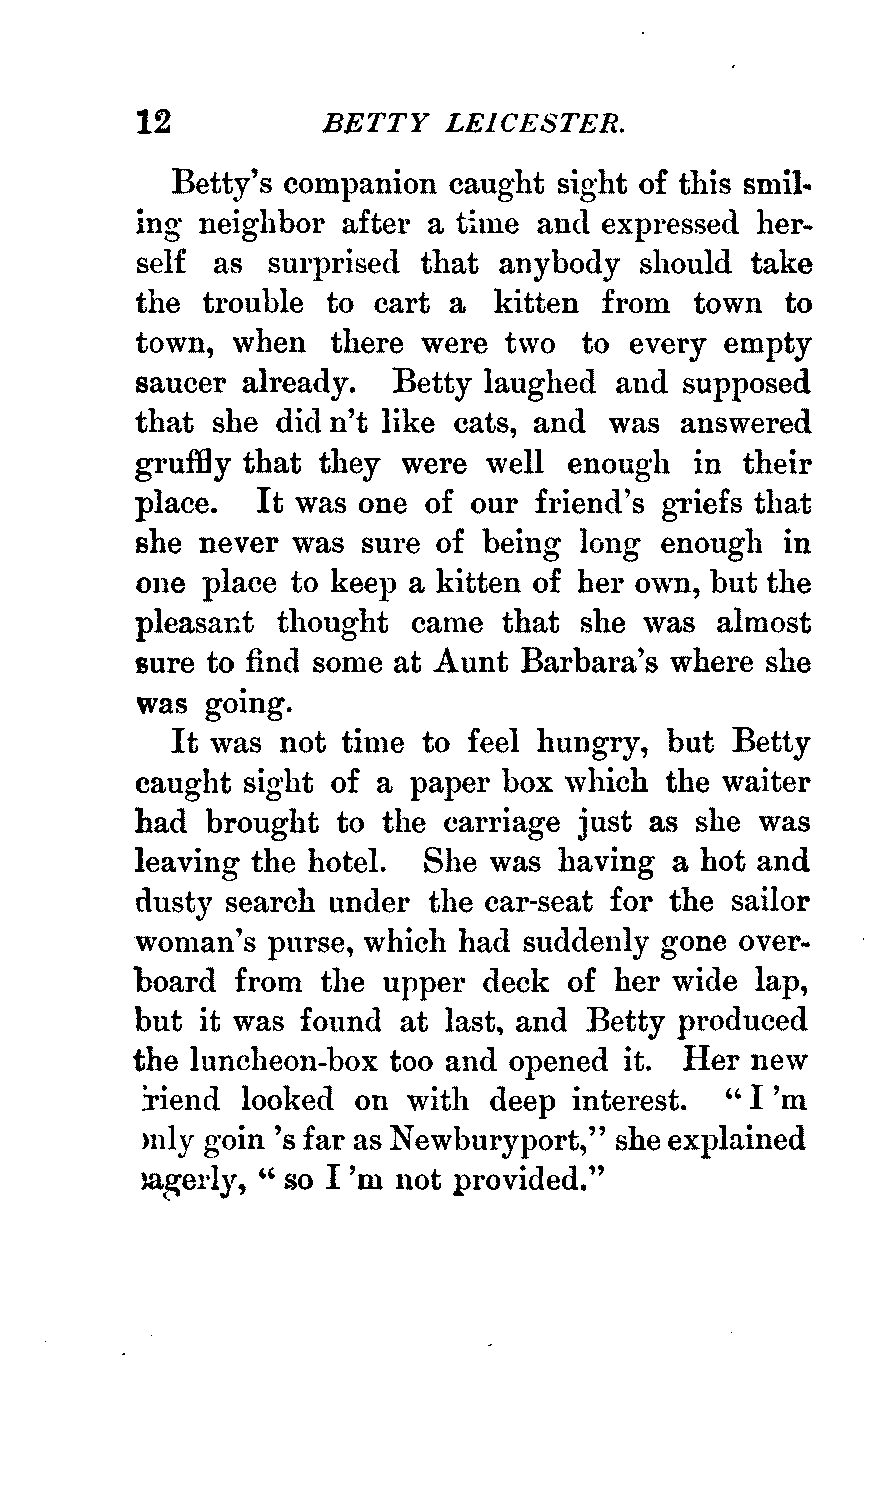 12 BETTY LEICESTER.
Betty's companion caught sight of this smil-
ing neighbor after a time and expressed her-
self as surprised that anybody should take
the trouble to cart a kitten from town to
town, when there were two to every empty
saucer already. Betty laughed and supposed
that she did n't like cats, and was answered
gruffly that they were well enough in their
place. It was one of our friend's griefs that
she never was sure of being long enough in
one place to keep a kitten of her own, but the
pleasant thought came that she was almost
sure to find some at Aunt Barbara's where she
was going.
It was not time to feel hungry, but Betty
caught sight of a paper box which the waiter
had brought to the carriage just as she was
leaving the hotel. She was having a hot and
dusty search under the car-seat for the sailor
woman's purse, which had suddenly gone over-
board from the upper deck of her wide lap,
but it was found at last, and Betty produced
the luncheon-box too and opened it. Her new
riend looked on with deep interest. "I 'm
nly goin 's far as Newburyport," she explained
agerly, "so I 'm not provided."